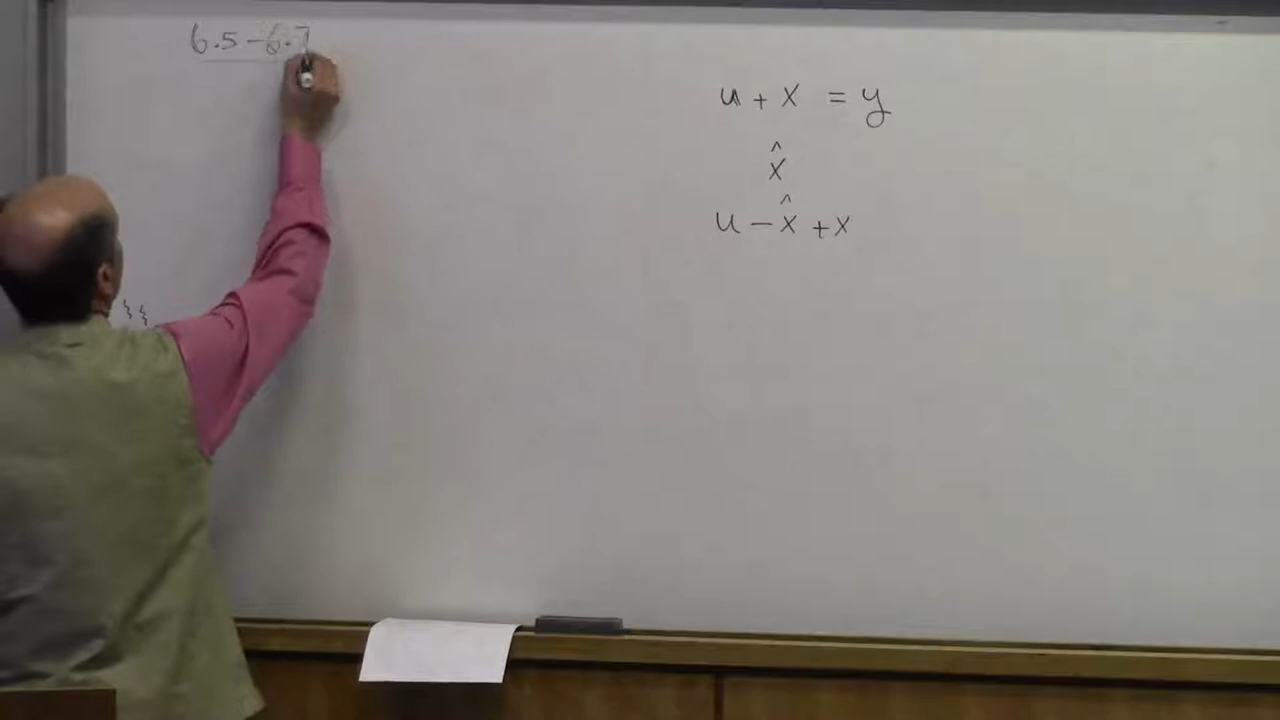 6.5 - 6.7
u + x = y
x̂
u - x̂ + x